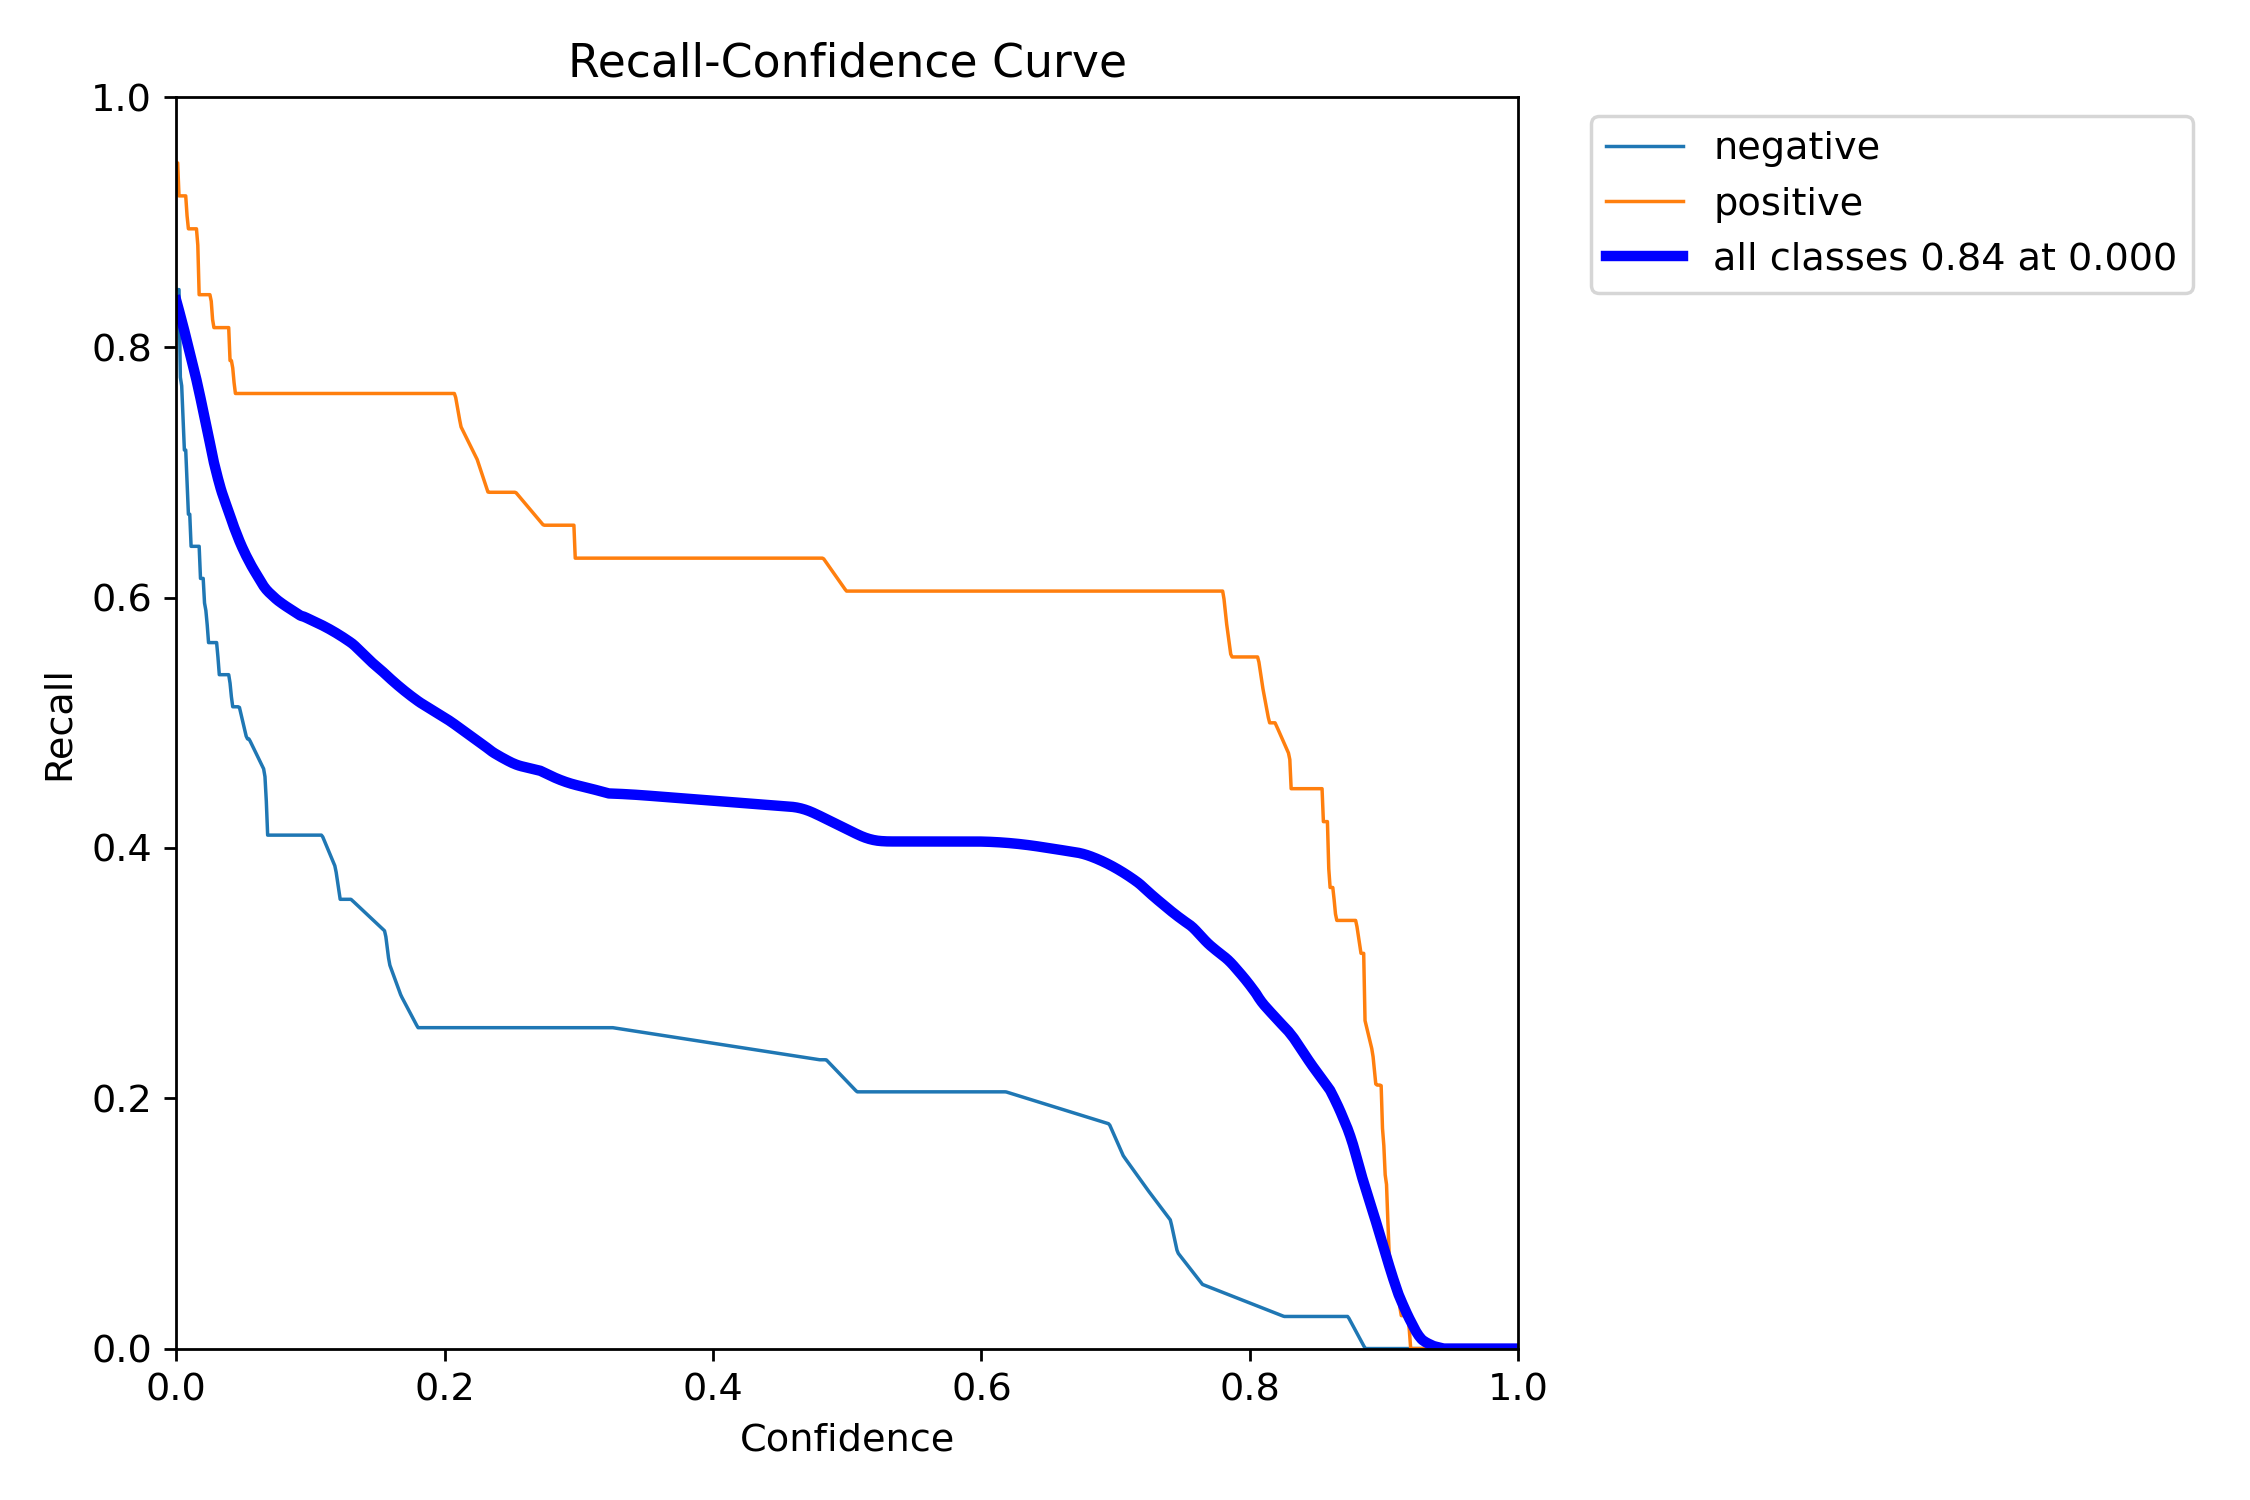 Recall-Confidence Curve
1.0
0.8
0.6
0.4
0.2
0.0
Recall
0.0 0.2 0.4 0.6 0.8 1.0
Confidence
negative
positive
all classes 0.84 at 0.000